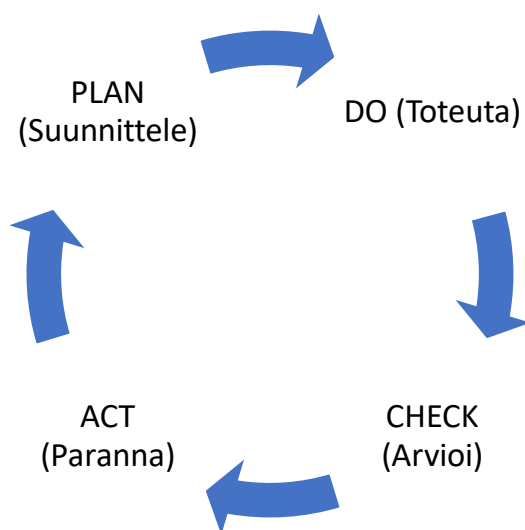 PLAN
(Suunnittele)
DO (Toteuta)
CHECK
(Arvioi)
ACT
(Paranna)